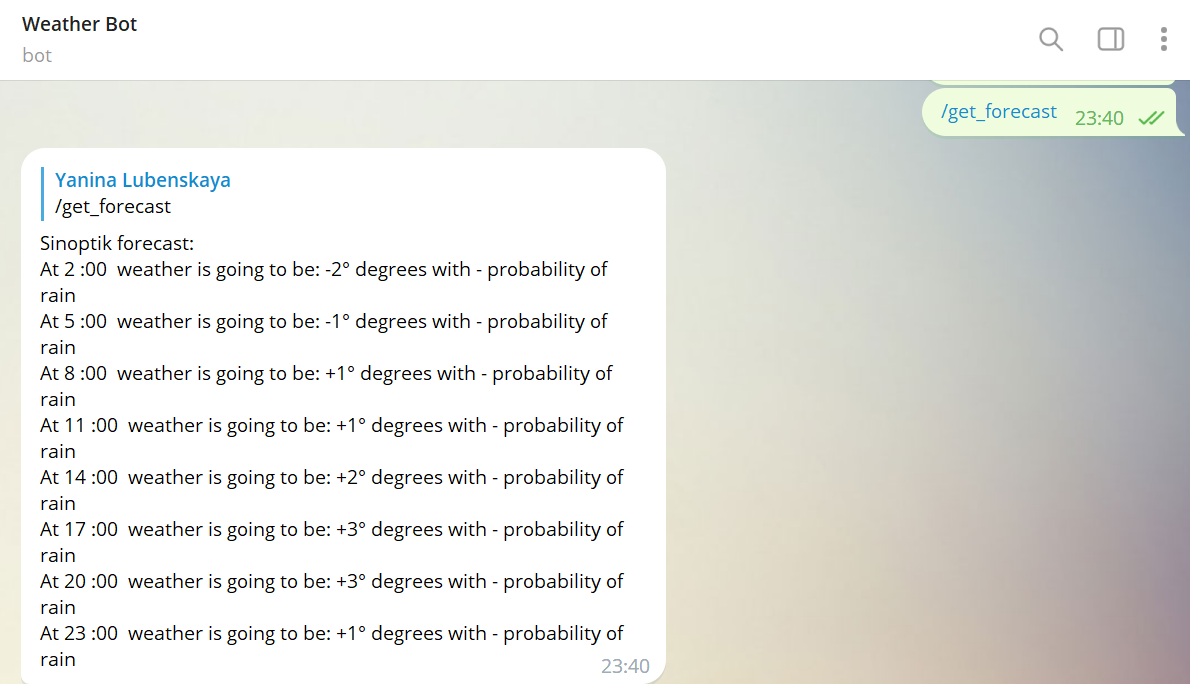 Weather Bot
bot
/get_forecast 23:40
Yanina Lubenskaya
/get_forecast
Sinoptik forecast:
At 2 :00  weather is going to be: -2° degrees with - probability of
rain
At 5 :00  weather is going to be: -1° degrees with - probability of
rain
At 8 :00  weather is going to be: +1° degrees with - probability of
rain
At 11 :00  weather is going to be: +1° degrees with - probability of
rain
At 14 :00  weather is going to be: +2° degrees with - probability of
rain
At 17 :00  weather is going to be: +3° degrees with - probability of
rain
At 20 :00  weather is going to be: +3° degrees with - probability of
rain
At 23 :00  weather is going to be: +1° degrees with - probability of
rain
23:40